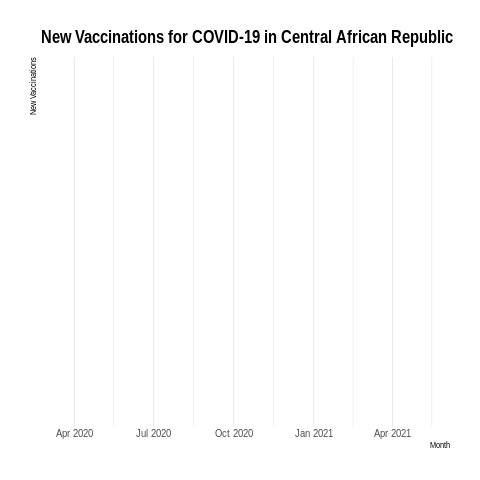 New Vaccinations for COVID-19 in Central African Republic
New Vaccinations
Apr 2020
Jul 2020
Oct 2020
Jan 2021
Apr 2021
Month